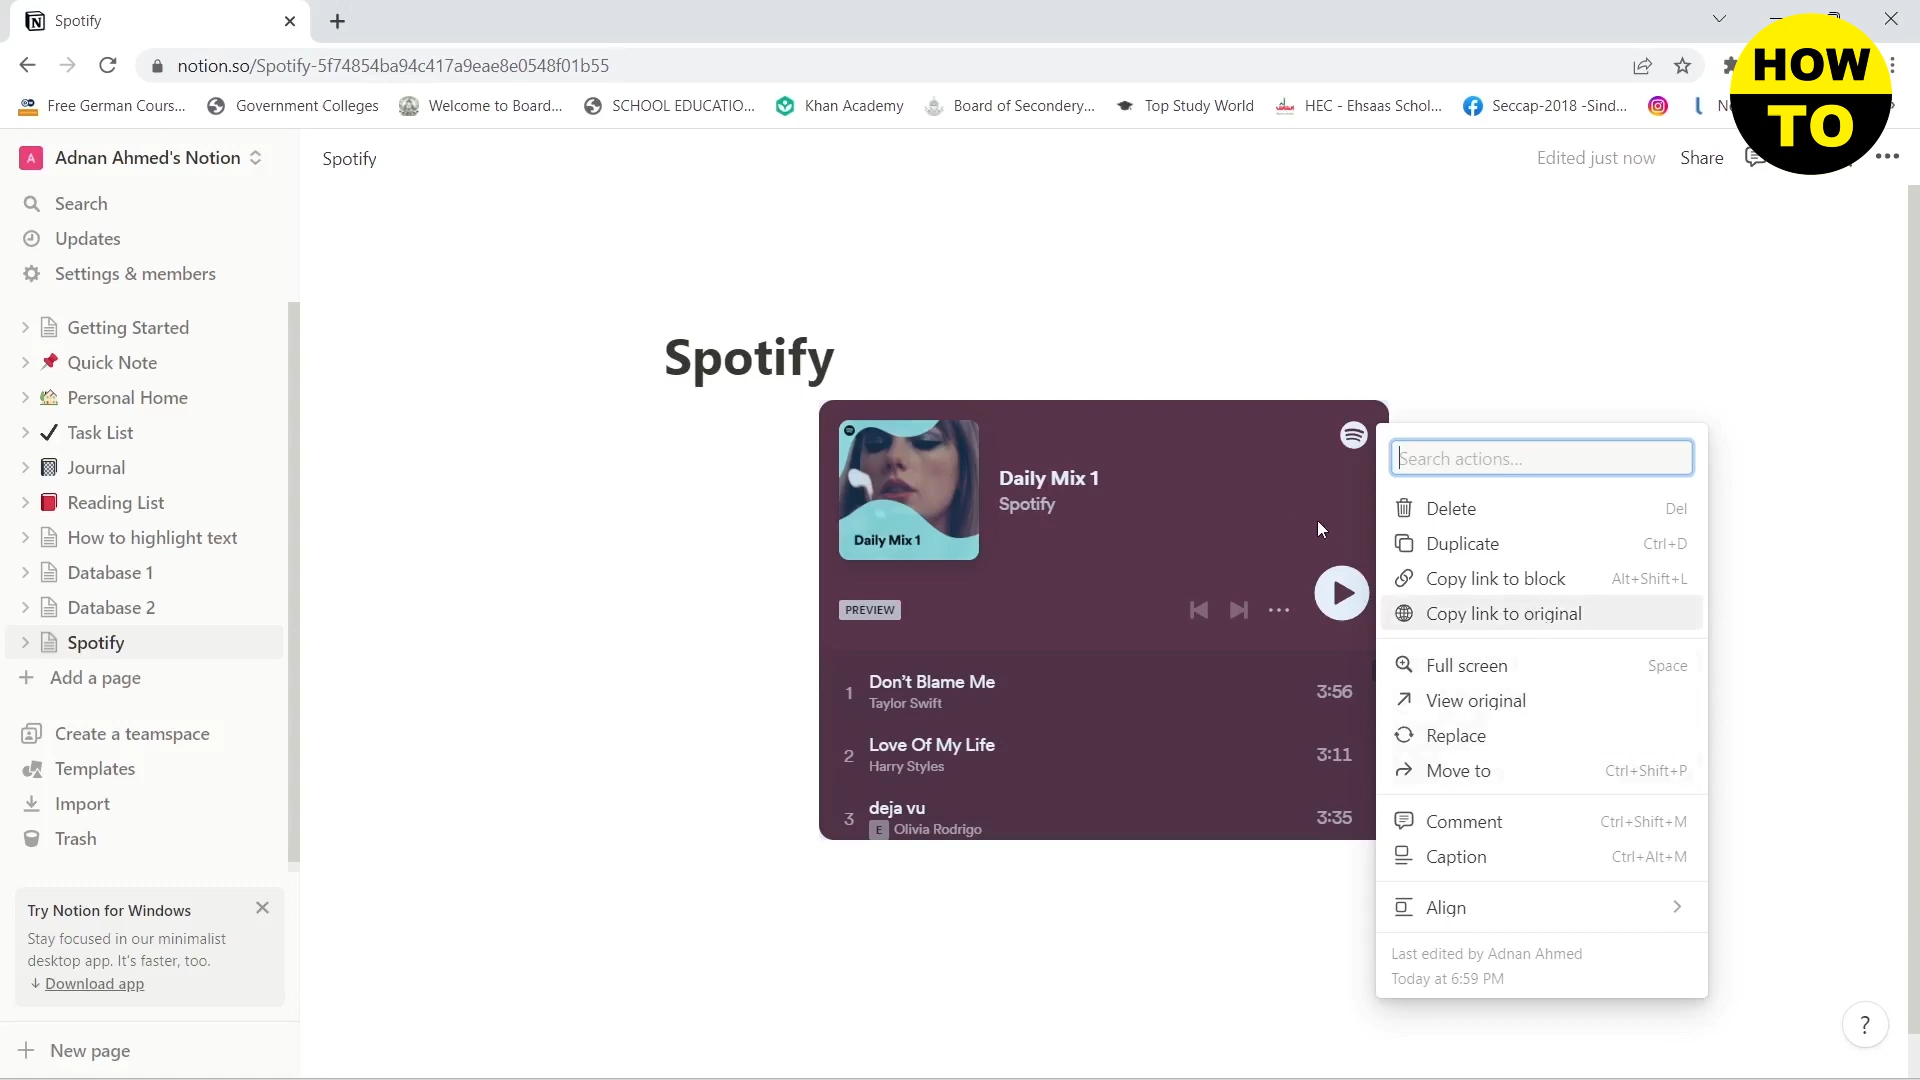 Spotify
notion.so/Spotify-5f74854ba94c417a9eae8e0548f01b55
Free German Cours...
Government Colleges
Welcome to Board...
SCHOOL EDUCATIO...
Khan Academy
Board of Secondery...
Top Study World
HEC - Ehsaas Schol...
Seccap-2018 -Sind...
HOW
TO
A
Adnan Ahmed's Notion
Spotify
Edited just now
Share
Search
Updates
Settings & members
Getting Started
Quick Note
Personal Home
Task List
Journal
Reading List
How to highlight text
Database 1
Database 2
Spotify
Add a page
Create a teamspace
Templates
Import
Trash
Try Notion for Windows
Stay focused in our minimalist
desktop app. It's faster, too.
Download app
New page
Spotify
Daily Mix 1
Daily Mix 1
Spotify
PREVIEW
1
Don't Blame Me
Taylor Swift
3:56
2
Love Of My Life
Harry Styles
3:11
3
deja vu
E Olivia Rodrigo
3:35
Search actions...
Delete Del
Duplicate Ctrl+D
Copy link to block Alt+Shift+L
Copy link to original
Full screen Space
View original
Replace
Move to Ctrl+Shift+P
Comment Ctrl+Shift+M
Caption Ctrl+Alt+M
Align
Last edited by Adnan Ahmed
Today at 6:59 PM
?